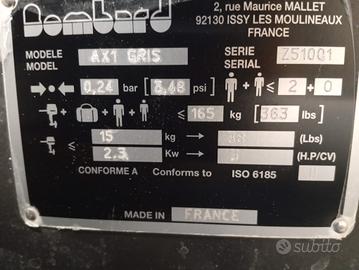 Bombard
2, rue Maurice MALLET
92130 ISSY LES MOULINEAUX
FRANCE
MODELE AX1 GRIS SERIE Z51001
MODEL SERIAL
0,24 bar 3,48 psi ≤ 2 + 0
≤ 165 kg 363 lbs
≤ 15 kg (Lbs)
2.5 Kw (H.P/CV)
CONFORME A Conforms to ISO 6185
MADE IN FRANCE
subito